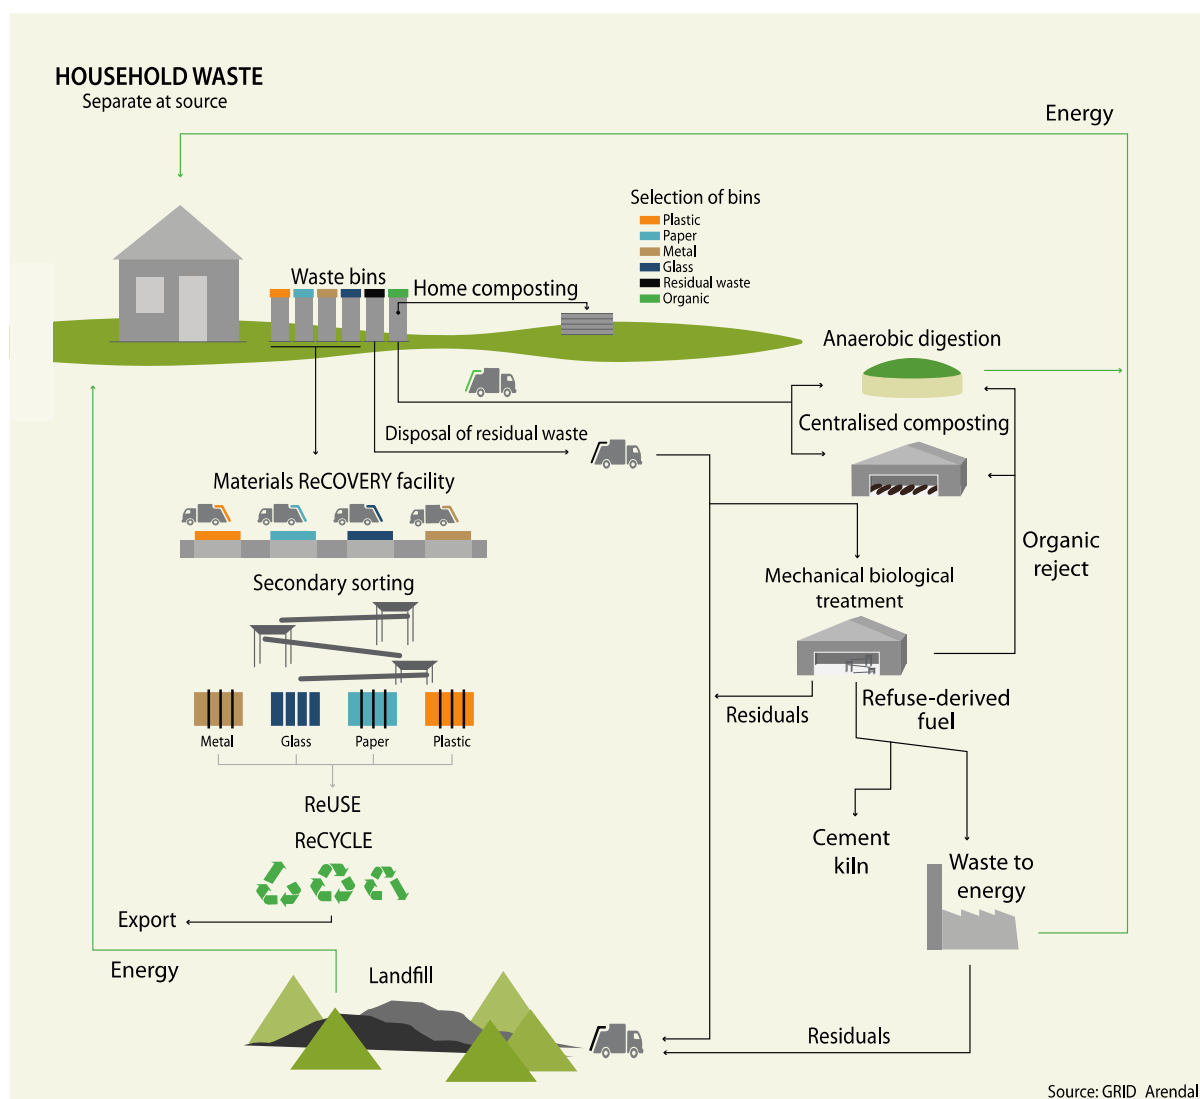 HOUSEHOLD WASTE
Separate at source
Energy
Selection of bins
Plastic
Paper
Metal
Glass
Residual waste
Organic
Waste bins
Home composting
Anaerobic digestion
Centralised composting
Disposal of residual waste
Materials ReCOVERY facility
Organic
reject
Mechanical biological
treatment
Secondary sorting
Residuals
Refuse-derived
fuel
Metal
Glass
Paper
Plastic
ReUSE
ReCYCLE
Cement
kiln
Waste to
energy
Export
Energy
Landfill
Residuals
Source: GRID Arendal